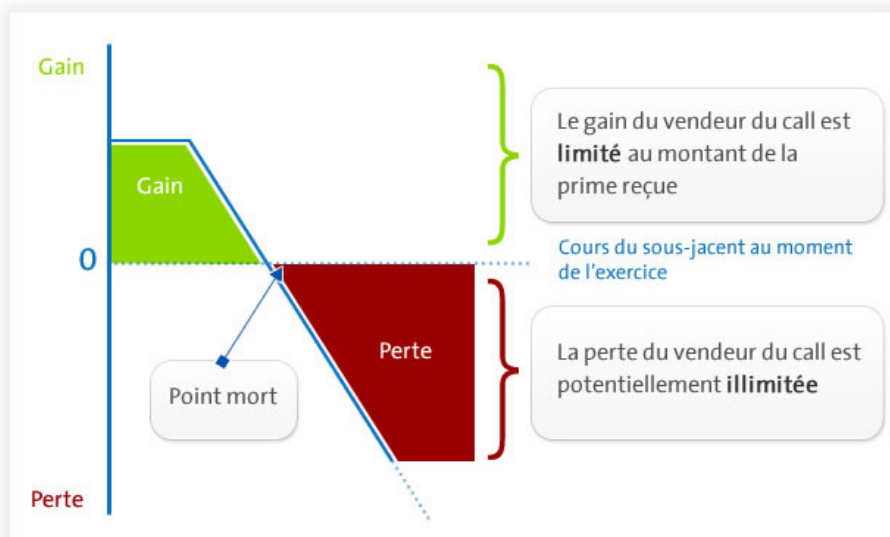 Gain
Le gain du vendeur du call est
limité au montant de la
prime reçue
Gain
0
Cours du sous-jacent au moment
de l'exercice
Perte
La perte du vendeur du call est
potentiellement illimitée
Point mort
Perte